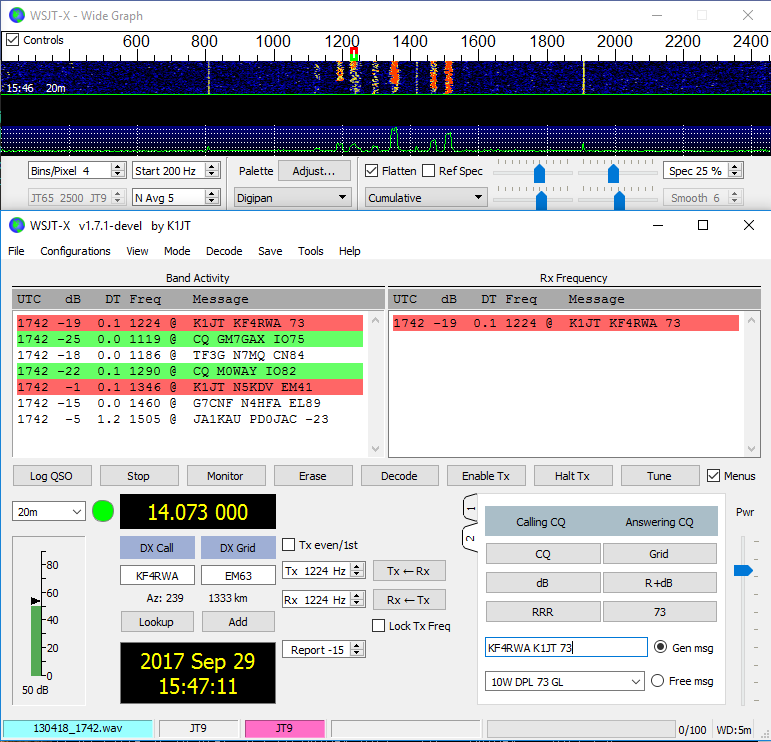 WSJT-X - Wide Graph
Controls 600 800 1000 1200 1400 1600 1800 2000 2200 2400
15:46 20m
Bins/Pixel 4 Start 200 Hz Palette Adjust... Flatten Ref Spec Spec 25 %
JT65 2500 JT9 N Avg 5 Digipan Cumulative Smooth 6
WSJT-X v1.7.1-devel by K1JT
File Configurations View Mode Decode Save Tools Help
Band Activity Rx Frequency
UTC dB DT Freq Message UTC dB DT Freq Message
1742 -19 0.1 1224 @ K1JT KF4RWA 73 1742 -19 0.1 1224 @ K1JT KF4RWA 73
1742 -25 0.0 1119 @ CQ GM7GAX IO75
1742 -18 0.0 1186 @ TF3G N7MQ CN84
1742 -22 0.1 1290 @ CQ M0WAY IO82
1742 -1 0.1 1346 @ K1JT N5KDV EM41
1742 -15 0.0 1460 @ G7CNF N4HFA EL89
1742 -5 1.2 1505 @ JA1KAU PD0JAC -23
Log QSO Stop Monitor Erase Decode Enable Tx Halt Tx Tune Menus
20m 14.073 000 1 Calling CQ Answering CQ Pwr
DX Call DX Grid Tx even/1st 2 CQ Grid
80 KF4RWA EM63 Tx 1224 Hz Tx ← Rx dB R+dB
60 Az: 239 1333 km Rx 1224 Hz Rx ← Tx RRR 73
40 Lookup Add Lock Tx Freq
20 2017 Sep 29 Report -15 KF4RWA K1JT 73 Gen msg
0 15:47:11 10W DPL 73 GL Free msg
50 dB
130418_1742.wav JT9 JT9 0/100 WD:5m